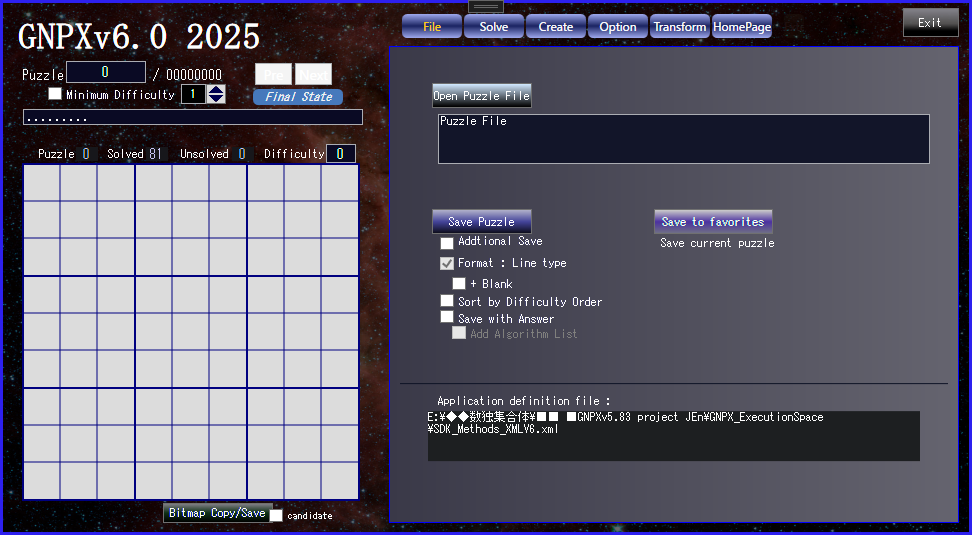 GNPXv6.0 2025
File
Solve
Create
Option
Transform
HomePage
Exit
Puzzle 0 / 00000000
Pre
Next
Minimum Difficulty 1
Final State
.........
Puzzle 0 Solved 81 Unsolved 0 Difficulty 0
Bitmap Copy/Save
candidate
Open Puzzle File
Puzzle File
Save Puzzle
Addtional Save
Format : Line type
+ Blank
Sort by Difficulty Order
Save with Answer
Add Algorithm List
Save to favorites
Save current puzzle
Application definition file :
E:¥◆◆数独集合体¥■■ ■GNPXv5.83 project JEn¥GNPX_ExecutionSpace
¥SDK_Methods_XMLV6.xml